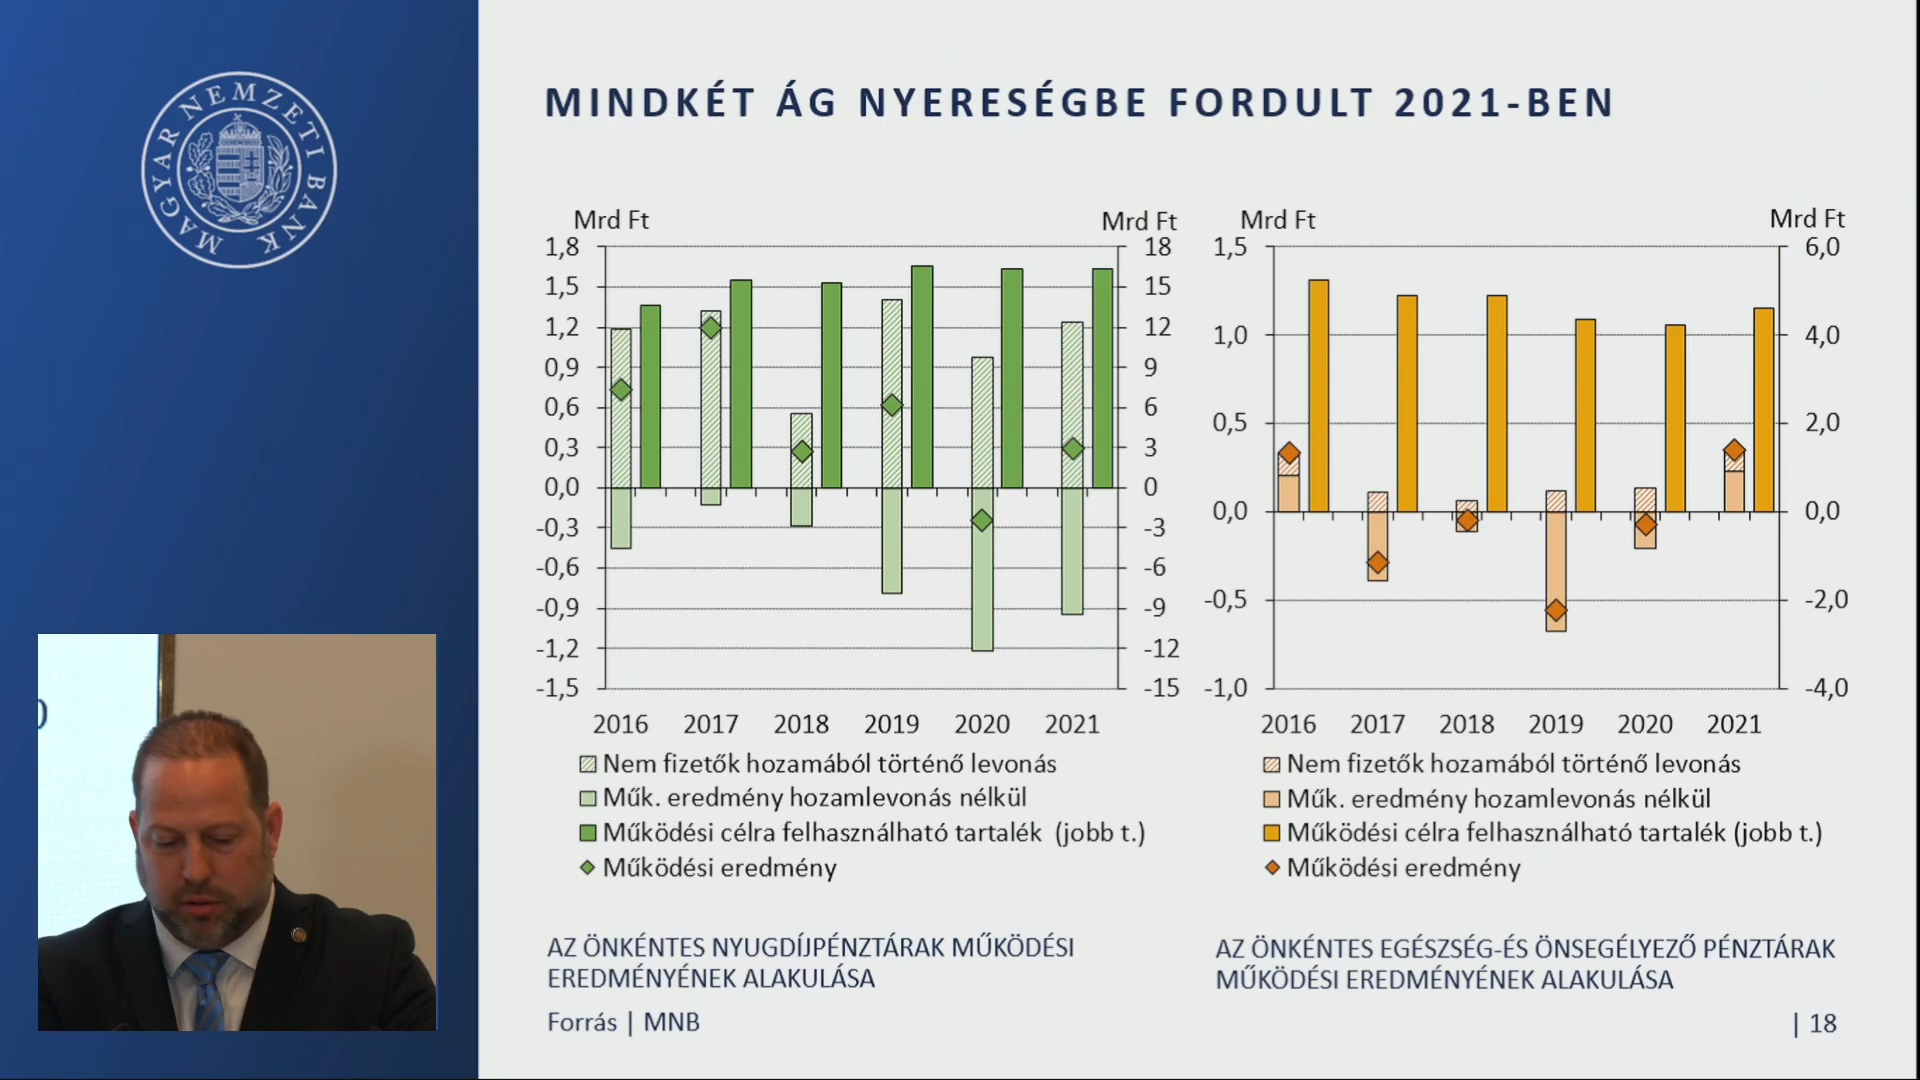 MAGYAR NEMZETI BANK
MINDKÉT ÁG NYERESÉGBE FORDULT 2021-BEN
Mrd Ft
Mrd Ft
1,8
1,5
1,2
0,9
0,6
0,3
0,0
-0,3
-0,6
-0,9
-1,2
-1,5
18
15
12
9
6
3
0
-3
-6
-9
-12
-15
2016 2017 2018 2019 2020 2021
Nem fizetők hozamából történő levonás
Műk. eredmény hozamlevonás nélkül
Működési célra felhasználható tartalék (jobb t.)
Működési eredmény
AZ ÖNKÉNTES NYUGDÍJPÉNZTÁRAK MŰKÖDÉSI
EREDMÉNYÉNEK ALAKULÁSA
Mrd Ft
Mrd Ft
1,5
1,0
0,5
0,0
-0,5
-1,0
6,0
4,0
2,0
0,0
-2,0
-4,0
2016 2017 2018 2019 2020 2021
Nem fizetők hozamából történő levonás
Műk. eredmény hozamlevonás nélkül
Működési célra felhasználható tartalék (jobb t.)
Működési eredmény
AZ ÖNKÉNTES EGÉSZSÉG-ÉS ÖNSEGÉLYEZŐ PÉNZTÁRAK
MŰKÖDÉSI EREDMÉNYÉNEK ALAKULÁSA
Forrás | MNB
| 18